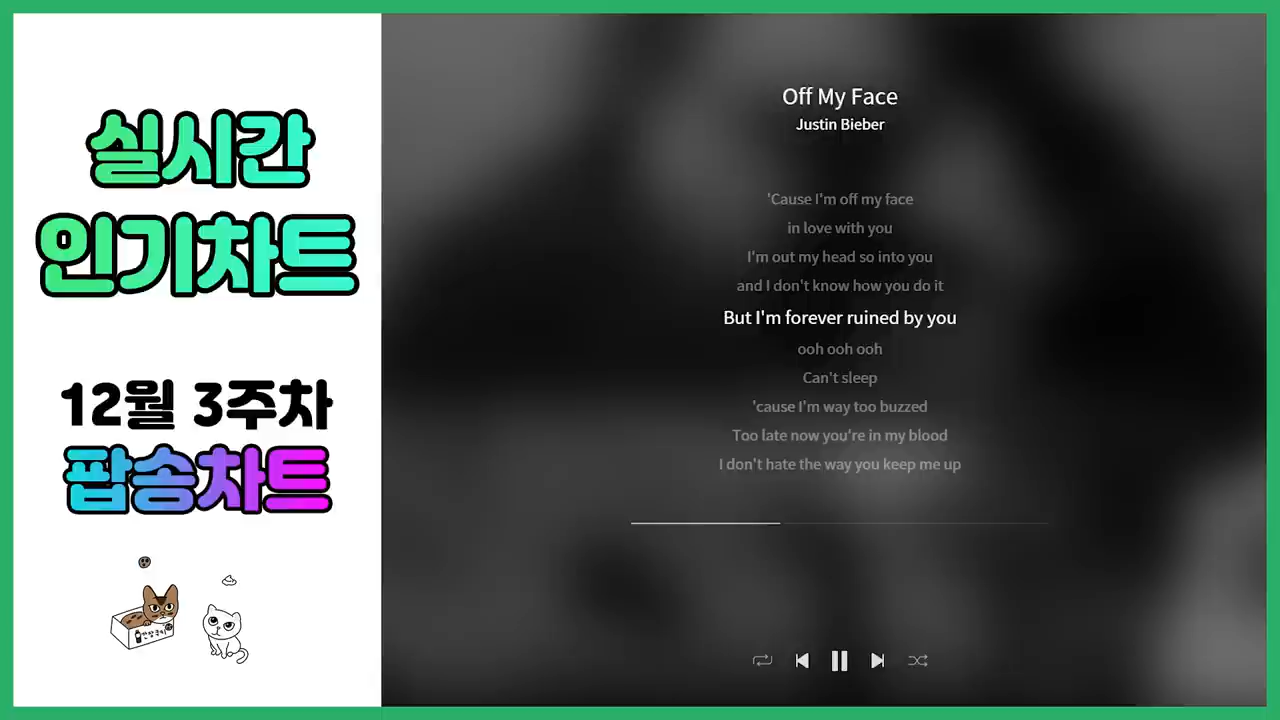 실시간
인기차트
12월 3주차
팝송차트
Off My Face
Justin Bieber
'Cause I'm off my face
in love with you
I'm out my head so into you
and I don't know how you do it
But I'm forever ruined by you
ooh ooh ooh
Can't sleep
'cause I'm way too buzzed
Too late now you're in my blood
I don't hate the way you keep me up